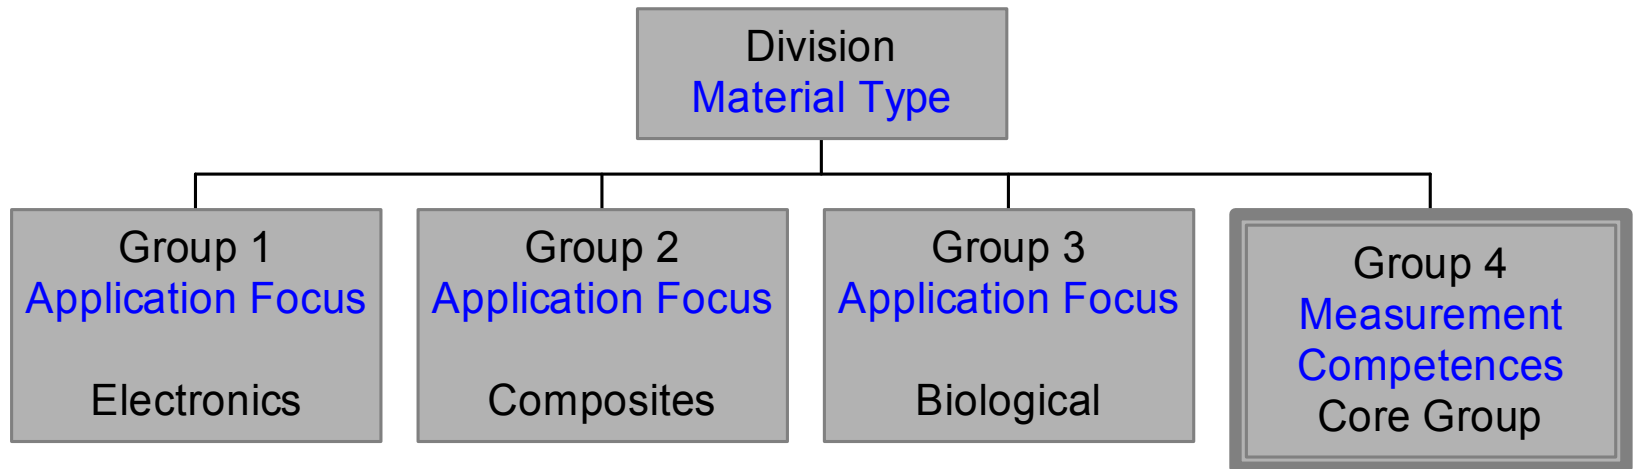 Division
Material Type
Group 1
Application Focus
Electronics
Group 2
Application Focus
Composites
Group 3
Application Focus
Biological
Group 4
Measurement
Competences
Core Group